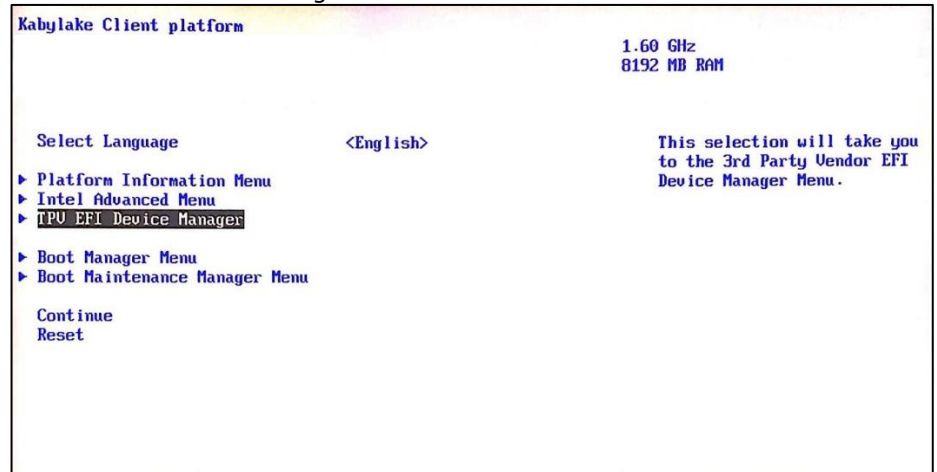 Kabylake Client platform
1.60 GHz
8192 MB RAM
Select Language <English>
▶ Platform Information Menu
▶ Intel Advanced Menu
▶ TPV EFI Device Manager
▶ Boot Manager Menu
▶ Boot Maintenance Manager Menu
Continue
Reset
This selection will take you
to the 3rd Party Vendor EFI
Device Manager Menu.